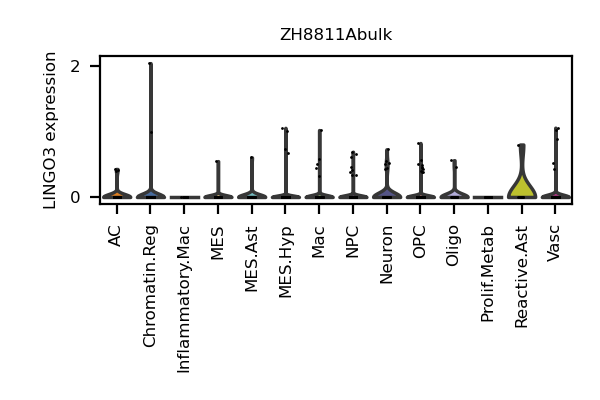 ZH8811Abulk
LINGO3 expression
2
0
AC
Chromatin.Reg
Inflammatory.Mac
MES
MES.Ast
MES.Hyp
Mac
NPC
Neuron
OPC
Oligo
Prolif.Metab
Reactive.Ast
Vasc